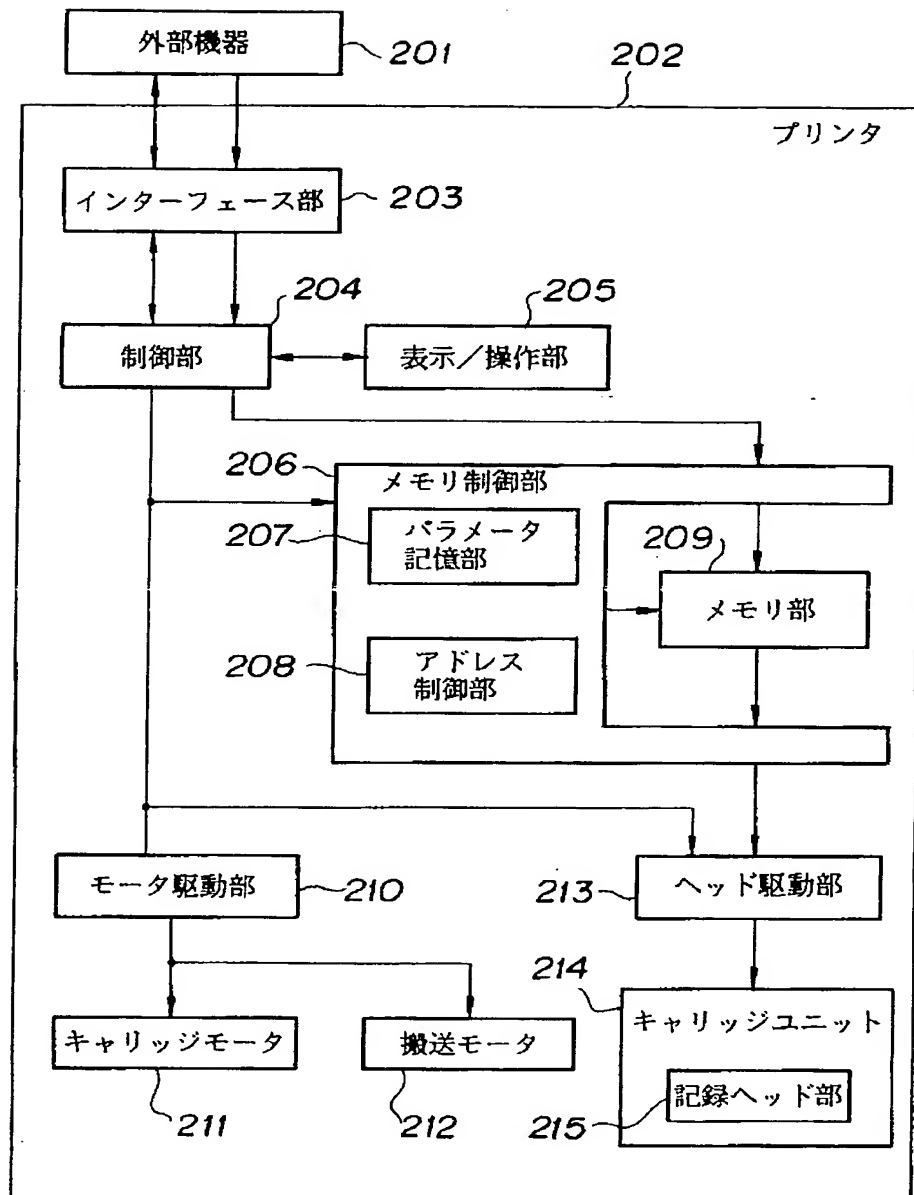 外部機器
201
202
プリンタ
インターフェース部
203
204
205
制御部
表示／操作部
206
メモリ制御部
207
パラメータ
記憶部
209
メモリ部
208
アドレス
制御部
モータ駆動部
210
213
ヘッド駆動部
214
キャリッジモータ
搬送モータ
キャリッジユニット
211
212
215
記録ヘッド部